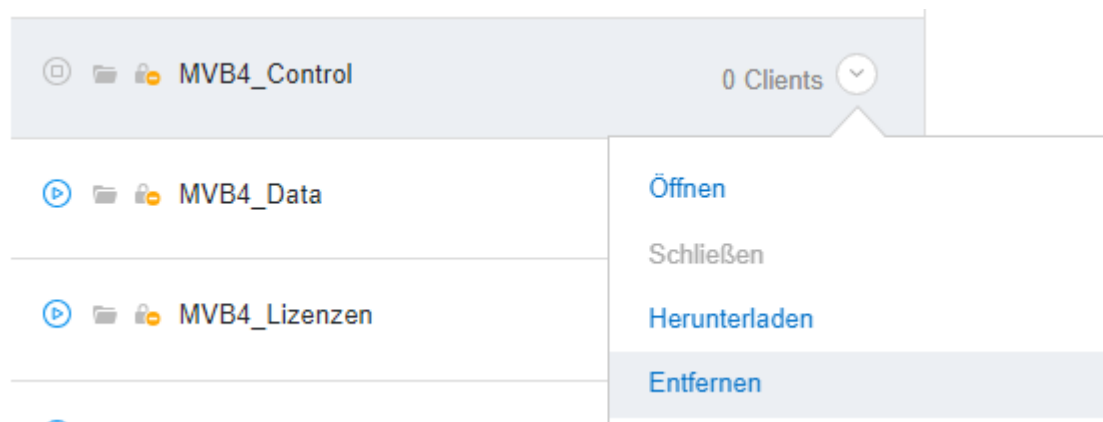 MVB4_Control
0 Clients
MVB4_Data
Öffnen
Schließen
MVB4_Lizenzen
Herunterladen
Entfernen